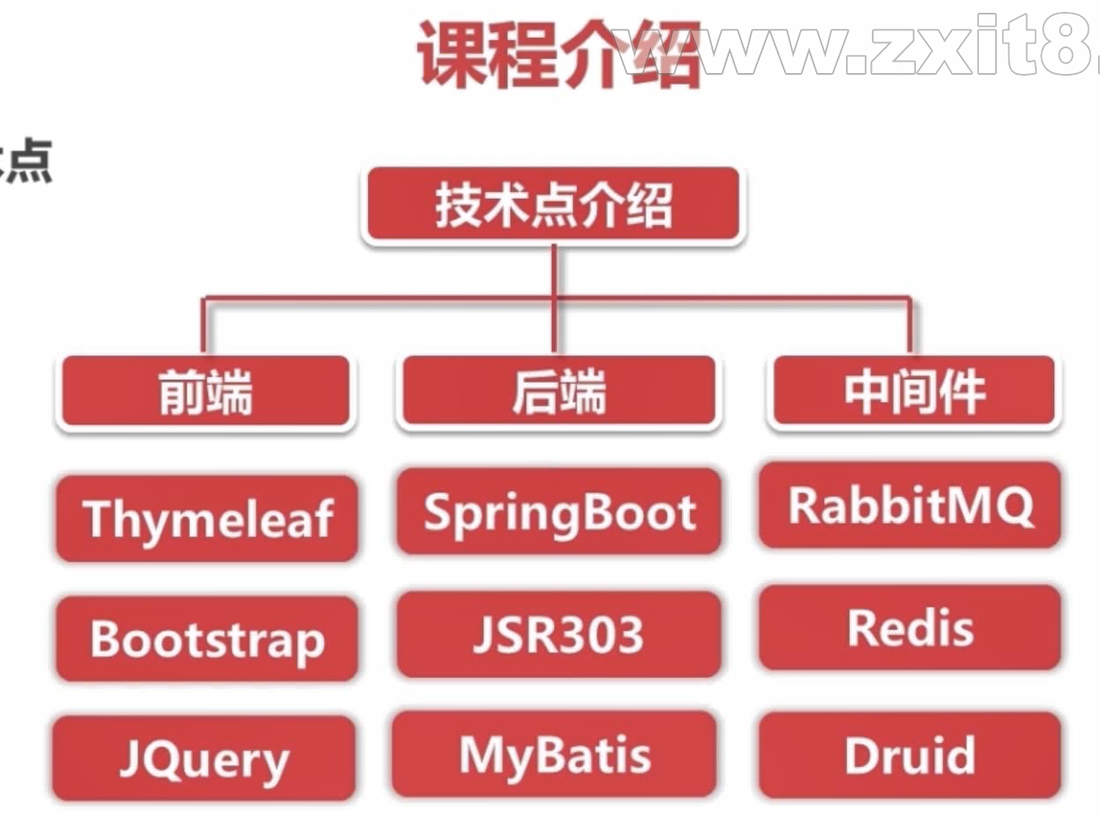 课程介绍
www.zxit8.
点
技术点介绍
前端 后端 中间件
Thymeleaf SpringBoot RabbitMQ
Bootstrap JSR303 Redis
JQuery MyBatis Druid